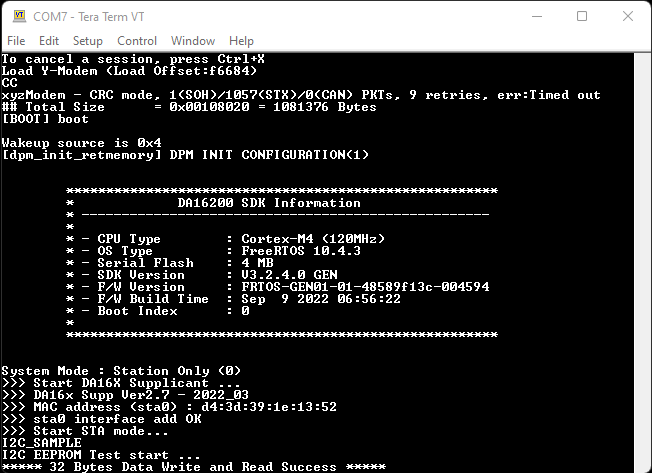 COM7 - Tera Term VT
File Edit Setup Control Window Help
To cancel a session, press Ctrl+X
Load Y-Modem (Load Offset:f6684)
CC
xyzModem - CRC mode, 1(SOH)/1057(STX)/0(CAN) PKTs, 9 retries, err:Timed out
## Total Size      = 0x00108020 = 1081376 Bytes
[BOOT] boot
Wakeup source is 0x4
[dpm_init_retmemory] DPM INIT CONFIGURATION(1)
******************************************************
*             DA16200 SDK Information
* ---------------------------------------------------
*
* - CPU Type        : Cortex-M4 (120MHz)
* - OS Type         : FreeRTOS 10.4.3
* - Serial Flash    : 4 MB
* - SDK Version     : V3.2.4.0 GEN
* - F/W Version     : FRTOS-GEN01-01-48589f13c-004594
* - F/W Build Time  : Sep  9 2022 06:56:22
* - Boot Index      : 0
*
******************************************************
System Mode : Station Only (0)
>>> Start DA16X Supplicant ...
>>> DA16x Supp Ver2.7 - 2022_03
>>> MAC address (sta0) : d4:3d:39:1e:13:52
>>> sta0 interface add OK
>>> Start STA mode...
I2C_SAMPLE
I2C EEPROM Test start ...
***** 32 Bytes Data Write and Read Success *****